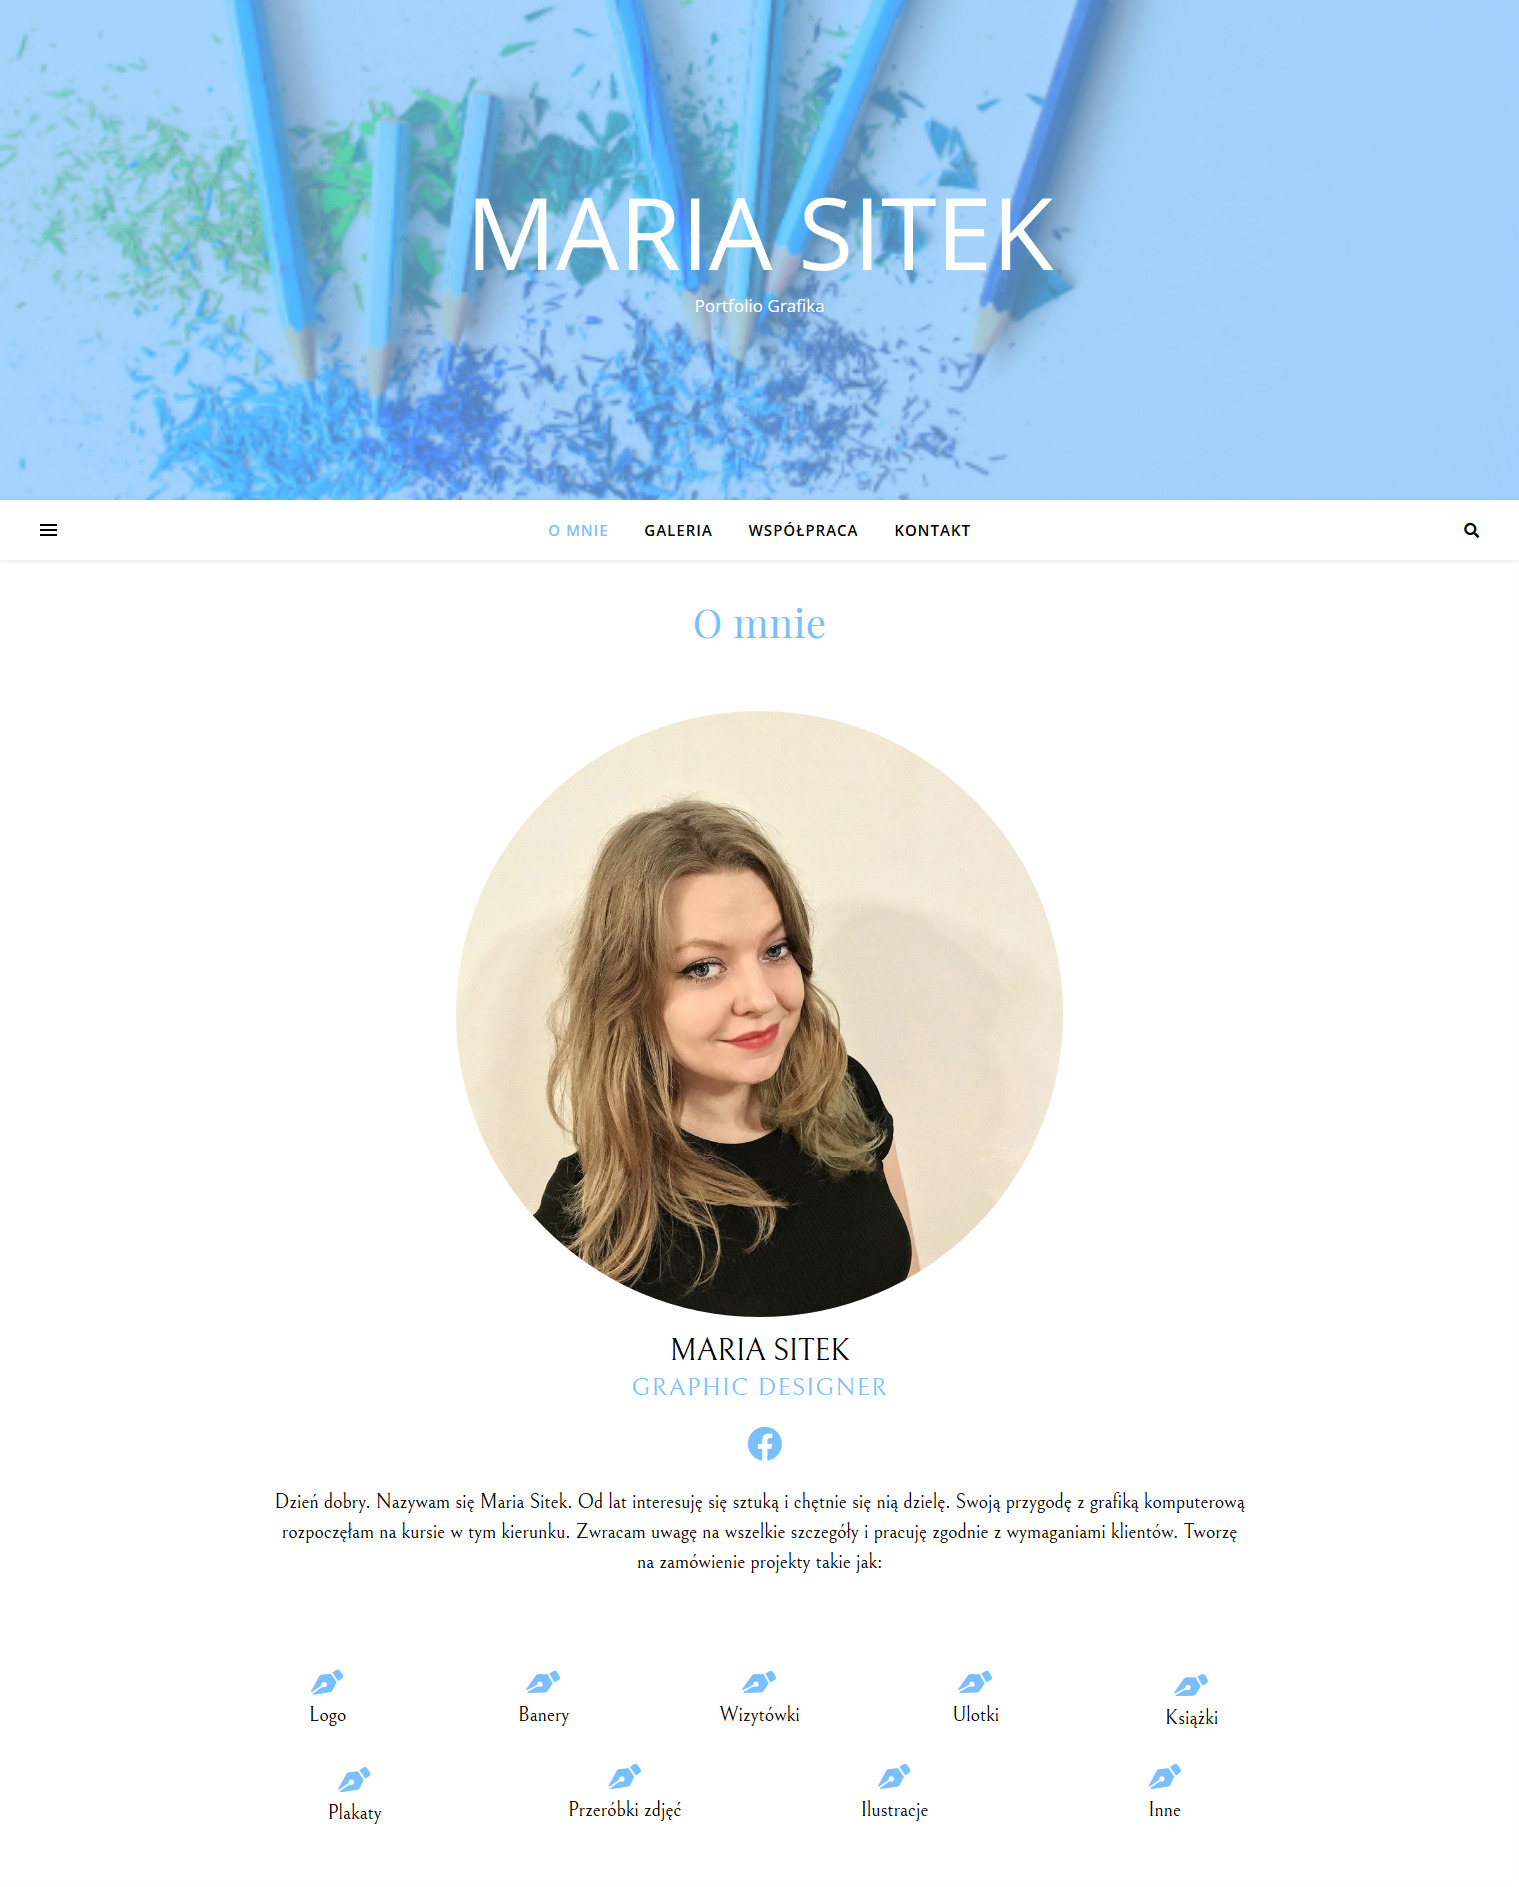 MARIA SITEK
Portfolio Grafika
O MNIE GALERIA WSPÓŁPRACA KONTAKT
O mnie
MARIA SITEK
GRAPHIC DESIGNER
Dzień dobry. Nazywam się Maria Sitek. Od lat interesuję się sztuką i chętnie się nią dzielę. Swoją przygodę z grafiką komputerową
rozpoczęłam na kursie w tym kierunku. Zwracam uwagę na wszelkie szczegóły i pracuję zgodnie z wymaganiami klientów. Tworzę
na zamówienie projekty takie jak:
Logo Banery Wizytówki Ulotki Książki
Plakaty Przeróbki zdjęć Ilustracje Inne